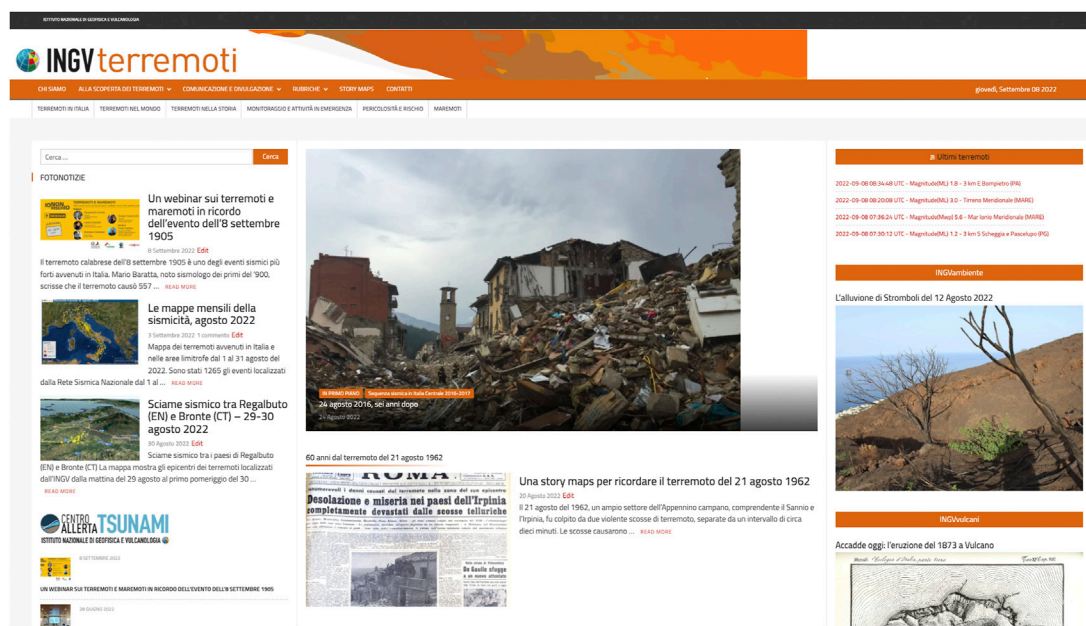 ISTITUTO NAZIONALE DI GEOFISICA E VULCANOLOGIA
INGVterremoti
CHI SIAMO ALLA SCOPERTA DEI TERREMOTI COMUNICAZIONE E DIVULGAZIONE RUBRICHE STORY MAPS CONTATTI giovedì, Settembre 08 2022
TERREMOTI IN ITALIA TERREMOTI NEL MONDO TERREMOTI NELLA STORIA MONITORAGGIO E ATTIVITÀ IN EMERGENZA PERICOLOSITÀ E RISCHIO MAREMOTI
Cerca ... Cerca
FOTONOTIZIE
Un webinar sui terremoti e
maremoti in ricordo
dell'evento dell'8 settembre
1905
8 Settembre 2022 Edit
Il terremoto calabrese dell'8 settembre 1905 è uno degli eventi sismici più
forti avvenuti in Italia. Mario Baratta, noto sismologo dei primi del '900,
scrisse che il terremoto causò 557 ... READ MORE
Le mappe mensili della
sismicità, agosto 2022
3 Settembre 2022 1 commento Edit
Mappa dei terremoti avvenuti in Italia e
nelle aree limitrofe dal 1 al 31 agosto del
2022. Sono stati 1265 gli eventi localizzati
dalla Rete Sismica Nazionale dal 1 al ... READ MORE
Sciame sismico tra Regalbuto
(EN) e Bronte (CT) – 29-30
agosto 2022
30 Agosto 2022 Edit
Sciame sismico tra i paesi di Regalbuto
(EN) e Bronte (CT) La mappa mostra gli epicentri dei terremoti localizzati
dall'INGV dalla mattina del 29 agosto al primo pomeriggio del 30 ...
READ MORE
CENTRO ALLERTA TSUNAMI
ISTITUTO NAZIONALE DI GEOFISICA E VULCANOLOGIA
8 SETTEMBRE 2022
UN WEBINAR SUI TERREMOTI E MAREMOTI IN RICORDO DELL'EVENTO DELL'8 SETTEMBRE 1905
28 GIUGNO 2022
IN PRIMO PIANO Sequenza sismica in Italia Centrale 2016-2017
24 agosto 2016, sei anni dopo
24 Agosto 2022
60 anni dal terremoto del 21 agosto 1962
ROMA
Desolazione e miseria nei paesi dell'Irpinia
completamente devastati dalle scosse telluriche
De Gaulle sfugge
a un nuovo attentato
Una story maps per ricordare il terremoto del 21 agosto 1962
20 Agosto 2022 Edit
Il 21 agosto del 1962, un ampio settore dell'Appennino campano, comprendente il Sannio e
l'Irpinia, fu colpito da due violente scosse di terremoto, separate da un intervallo di circa
dieci minuti. Le scosse causarono ... READ MORE
Ultimi terremoti
2022-09-08 08:34:48 UTC - Magnitude(ML) 1.8 - 3 km E Bompietro (PA)
2022-09-08 08:20:08 UTC - Magnitude(ML) 3.0 - Tirreno Meridionale (MARE)
2022-09-08 07:36:24 UTC - Magnitude(Mwp) 5.6 - Mar Ionio Meridionale (MARE)
2022-09-08 07:30:12 UTC - Magnitude(ML) 1.2 - 3 km S Scheggia e Pascelupo (PG)
INGVambiente
L'alluvione di Stromboli del 12 Agosto 2022
INGVvulcani
Accadde oggi: l'eruzione del 1873 a Vulcano